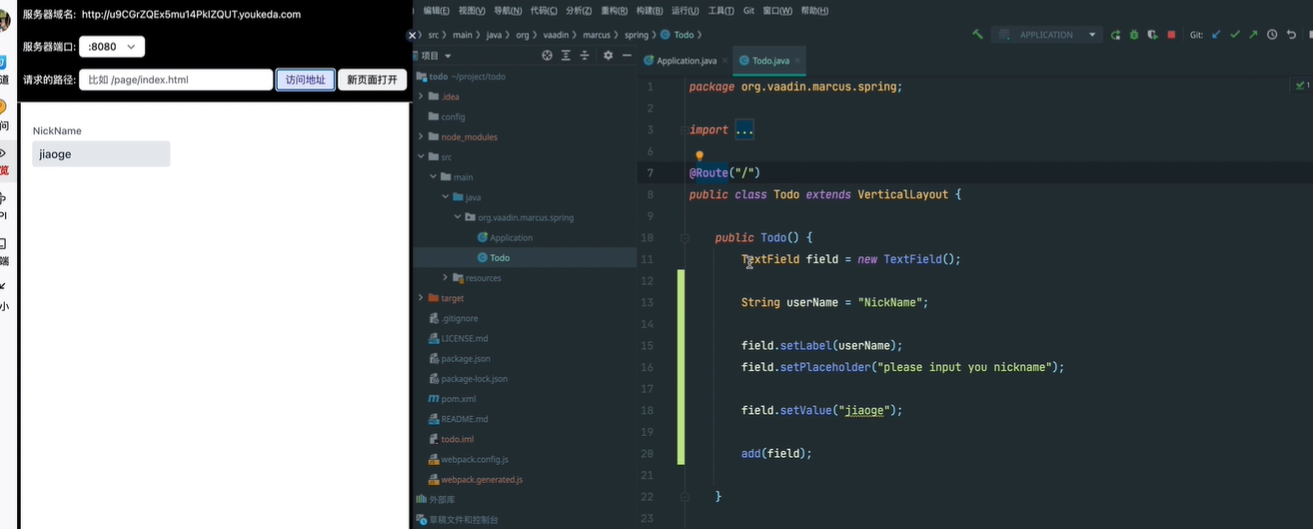 服务器域名: http://u9CGrZQEx5mu14PkIZQUT.youkeda.com
服务器端口: :8080
请求的路径: 比如 /page/index.html 访问地址 新页面打开
NickName
jiaoge
道
问
览
PI
端
小
编辑(E) 视图(V) 导航(N) 代码(C) 分析(Z) 重构(R) 构建(B) 运行(U) 工具(T) Git 窗口(W) 帮助(H)
src main java org vaadin marcus spring Todo
APPLICATION Git:
项目
todo ~/project/todo
.idea
config
node_modules
src
main
java
org.vaadin.marcus.spring
Application
Todo
resources
target
.gitignore
LICENSE.md
package.json
package-lock.json
pom.xml
README.md
todo.iml
webpack.config.js
webpack.generated.js
外部库
草稿文件和控制台
Application.java Todo.java
1 package org.vaadin.marcus.spring;
2
3 import ...
6
7 @Route("/")
8 public class Todo extends VerticalLayout {
9
10 public Todo() {
11 TextField field = new TextField();
12
13 String userName = "NickName";
14
15 field.setLabel(userName);
16 field.setPlaceholder("please input you nickname");
17
18 field.setValue("jiaoge");
19
20 add(field);
21
22 }
23
1